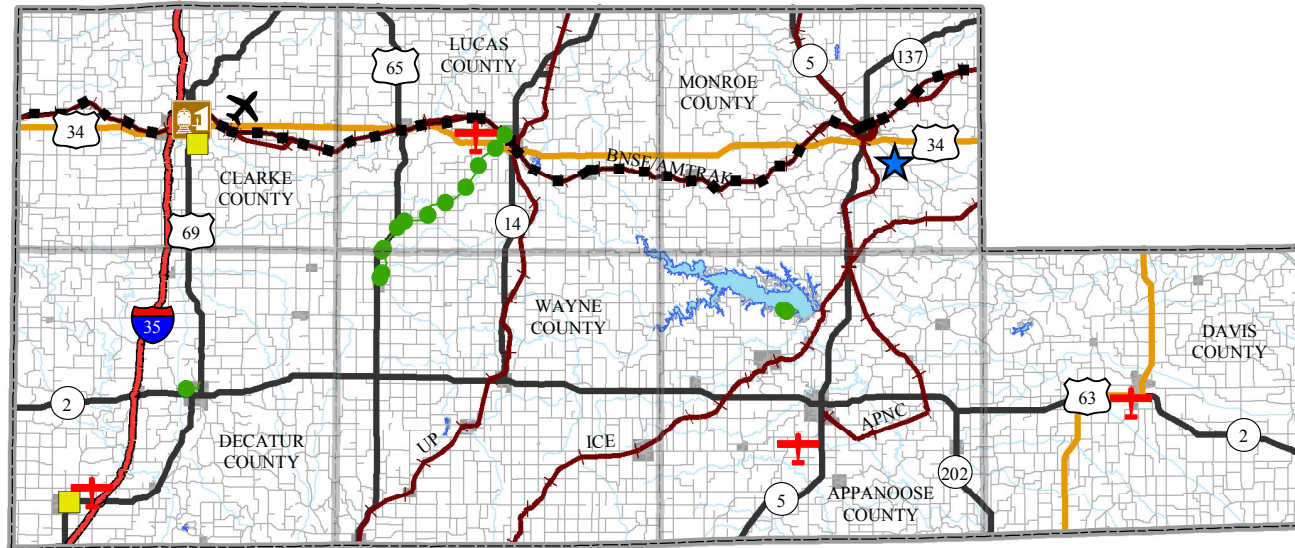 LUCAS
COUNTY
65
5
137
MONROE
COUNTY
34
BNSF/AMTRAK
34
CLARKE
COUNTY
69
14
WAYNE
COUNTY
35
DAVIS
COUNTY
2
63
DECATUR
COUNTY
UP
ICE
APNC
2
202
5
APPANOOSE
COUNTY